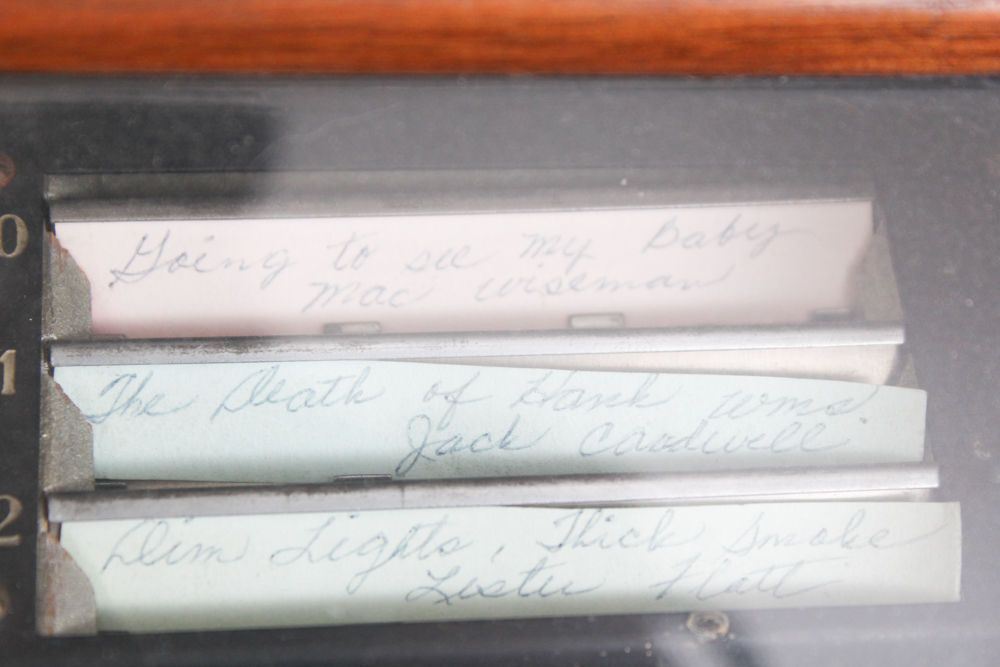 0
Going to see my Baby
Mac Wiseman
1
The Death of Hank Wms.
Jack Cardwell
2
Dim Lights, Thick Smoke
Lester Flatt